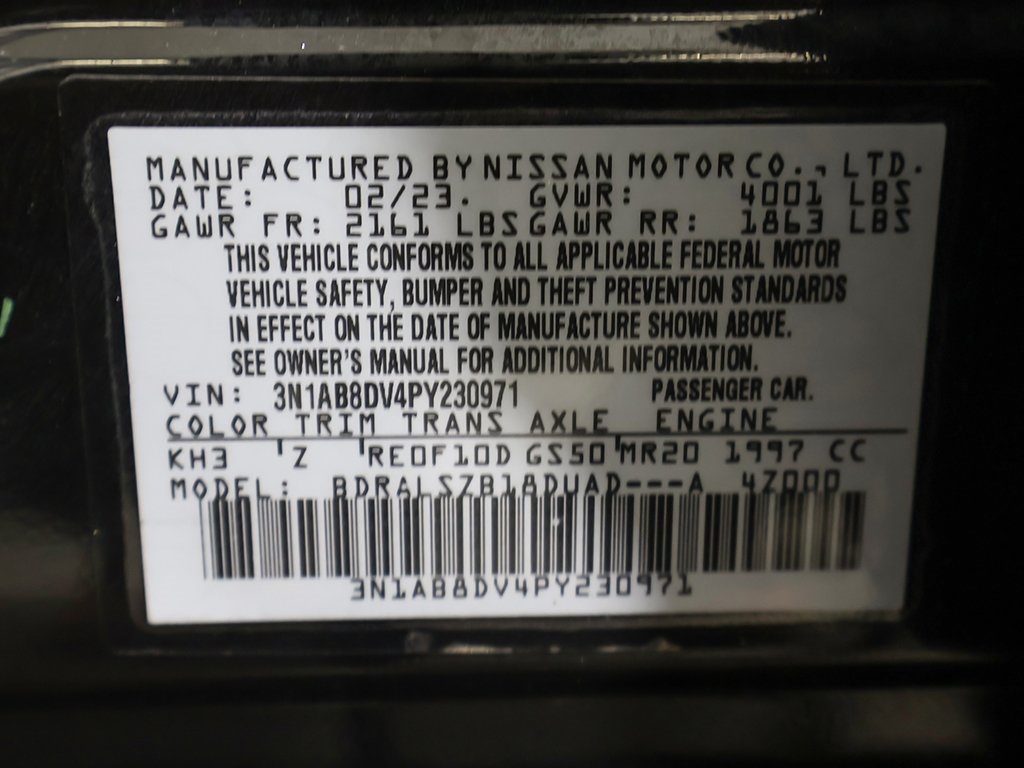 MANUFACTURED BY NISSAN MOTOR CO., LTD.
DATE: 02/23. GVWR: 4001 LBS
GAWR FR: 2161 LBS GAWR RR: 1863 LBS
THIS VEHICLE CONFORMS TO ALL APPLICABLE FEDERAL MOTOR
VEHICLE SAFETY, BUMPER AND THEFT PREVENTION STANDARDS
IN EFFECT ON THE DATE OF MANUFACTURE SHOWN ABOVE.
SEE OWNER'S MANUAL FOR ADDITIONAL INFORMATION.
VIN: 3N1AB8DV4PY230971 PASSENGER CAR.
COLOR TRIM TRANS AXLE ENGINE
KH3 Z RE0F10D GS50 MR20 1997 CC
MODEL: BDRALSZB18DUAD---A 4Z000
3N1AB8DV4PY230971